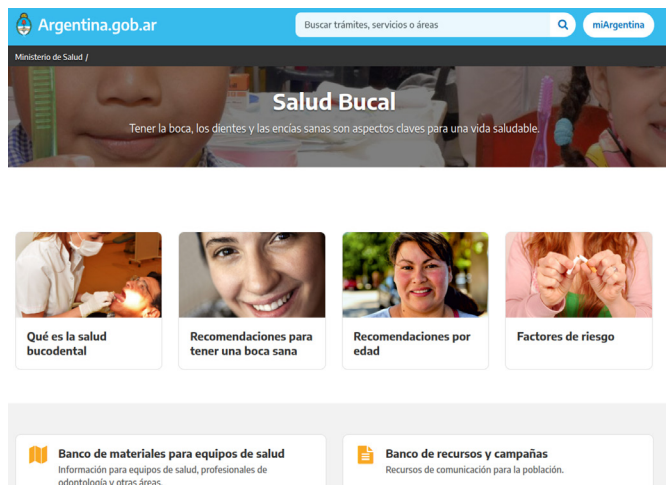 Argentina.gob.ar
Buscar trámites, servicios o áreas
miArgentina
Ministerio de Salud /
Salud Bucal
Tener la boca, los dientes y las encías sanas son aspectos claves para una vida saludable.
Qué es la salud
bucodental
Recomendaciones para
tener una boca sana
Recomendaciones por
edad
Factores de riesgo
Banco de materiales para equipos de salud
Información para equipos de salud, profesionales de
odontología y otras áreas.
Banco de recursos y campañas
Recursos de comunicación para la población.